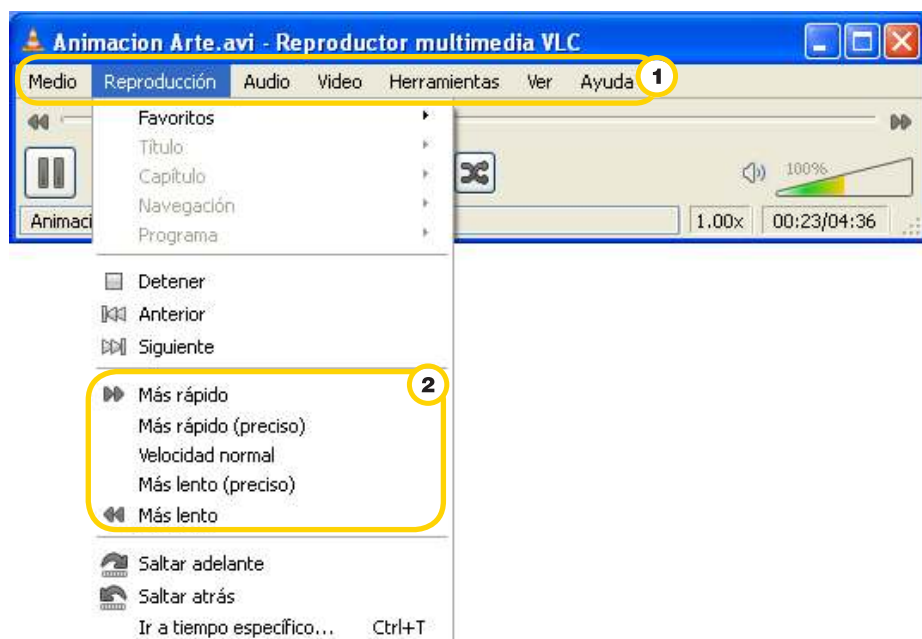 Animacion Arte.avi - Reproductor multimedia VLC
Medio Reproducción Audio Video Herramientas Ver Ayuda 1
Favoritos
Título
Capítulo
100%
Navegación
Animaci 1.00x 00:23/04:36
Programa
Detener
Anterior
Siguiente
2
Más rápido
Más rápido (preciso)
Velocidad normal
Más lento (preciso)
Más lento
Saltar adelante
Saltar atrás
Ir a tiempo específico... Ctrl+T